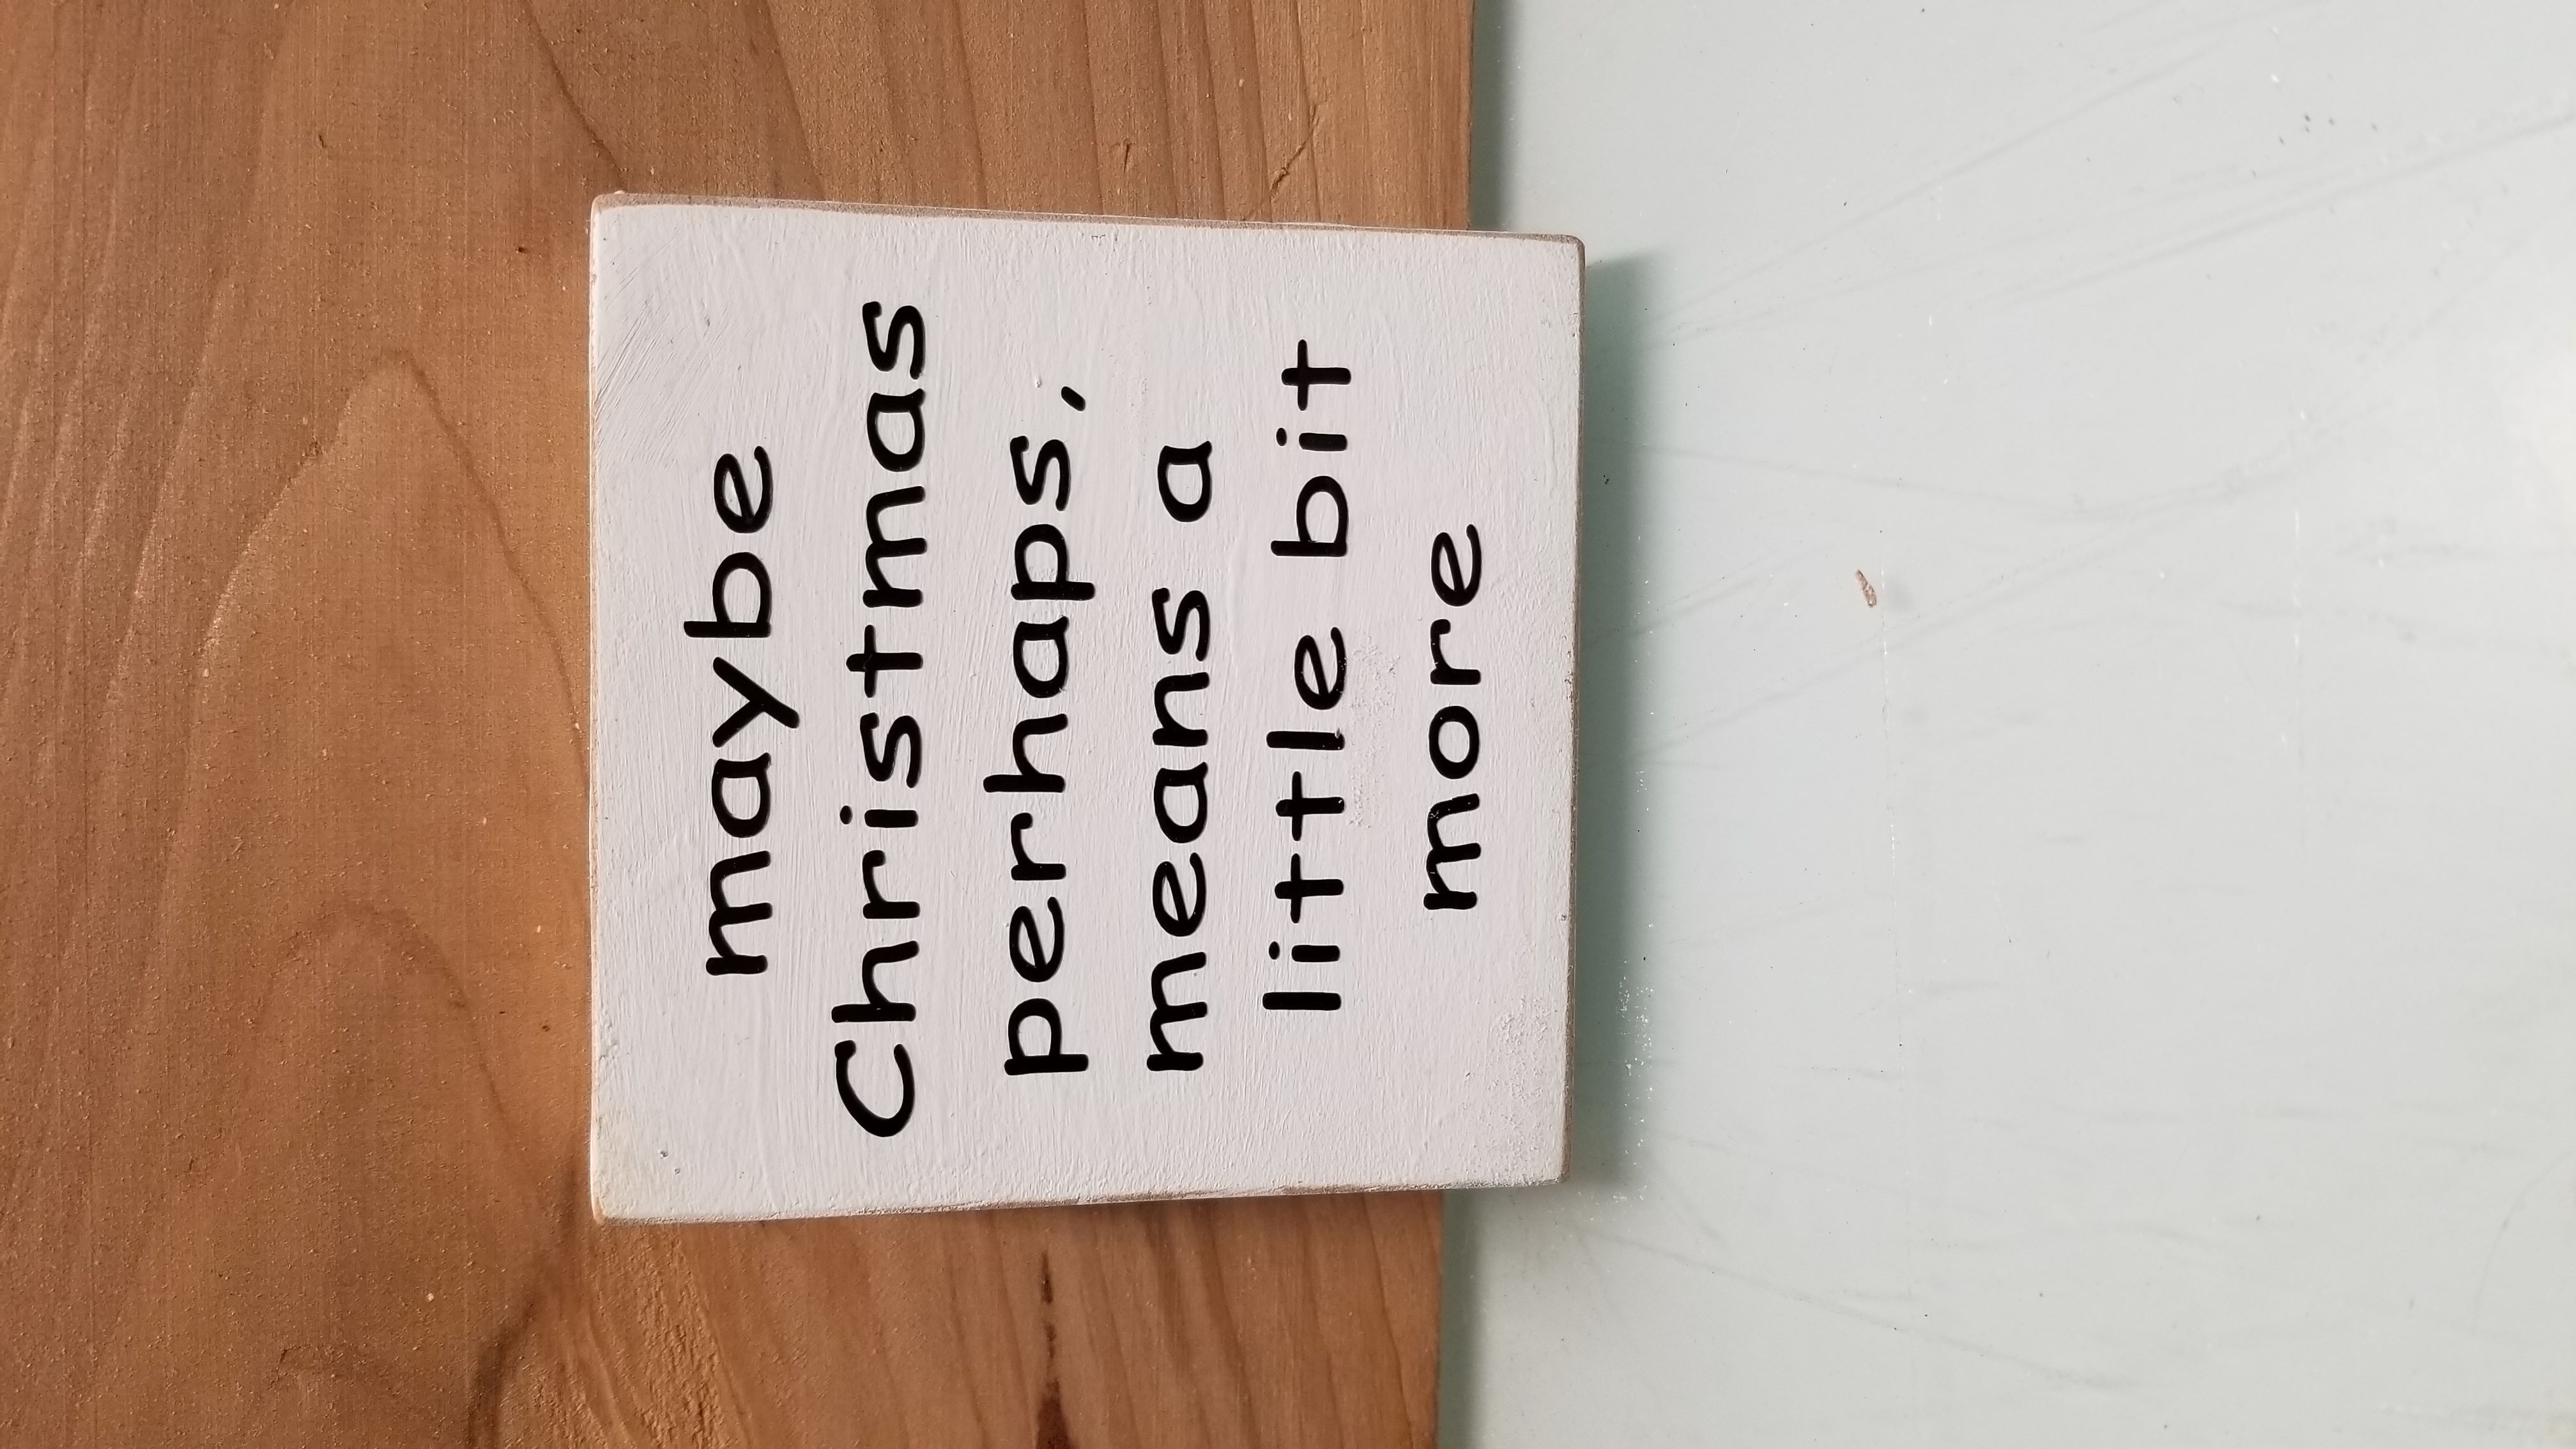 maybe
Christmas
perhaps,
means a
little bit
more